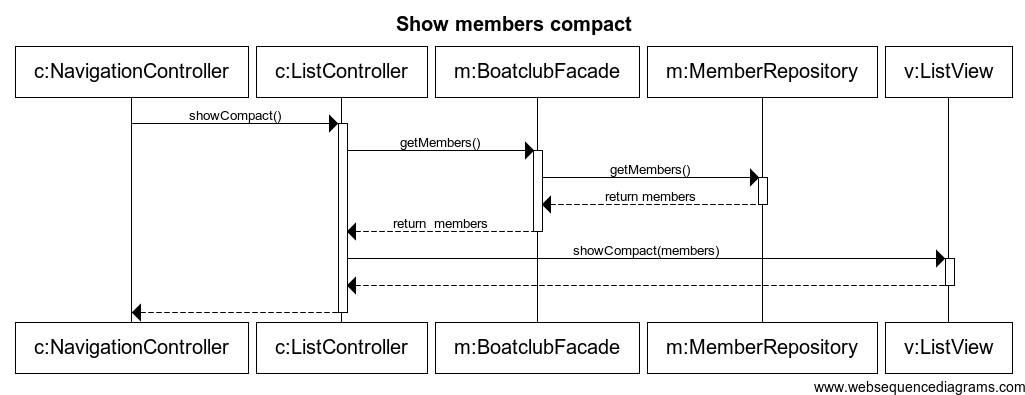 Show members compact
c:NavigationController c:ListController m:BoatclubFacade m:MemberRepository v:ListView
showCompact()
getMembers()
getMembers()
return members
return  members
showCompact(members)
c:NavigationController c:ListController m:BoatclubFacade m:MemberRepository v:ListView
www.websequencediagrams.com